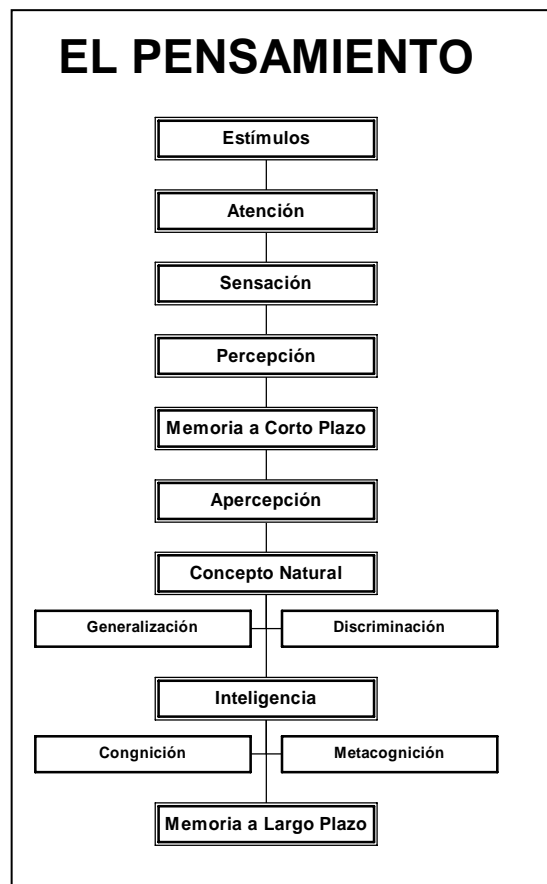 EL PENSAMIENTO
Estímulos
Atención
Sensación
Percepción
Memoria a Corto Plazo
Apercepción
Concepto Natural
Generalización
Discriminación
Inteligencia
Congnición
Metacognición
Memoria a Largo Plazo